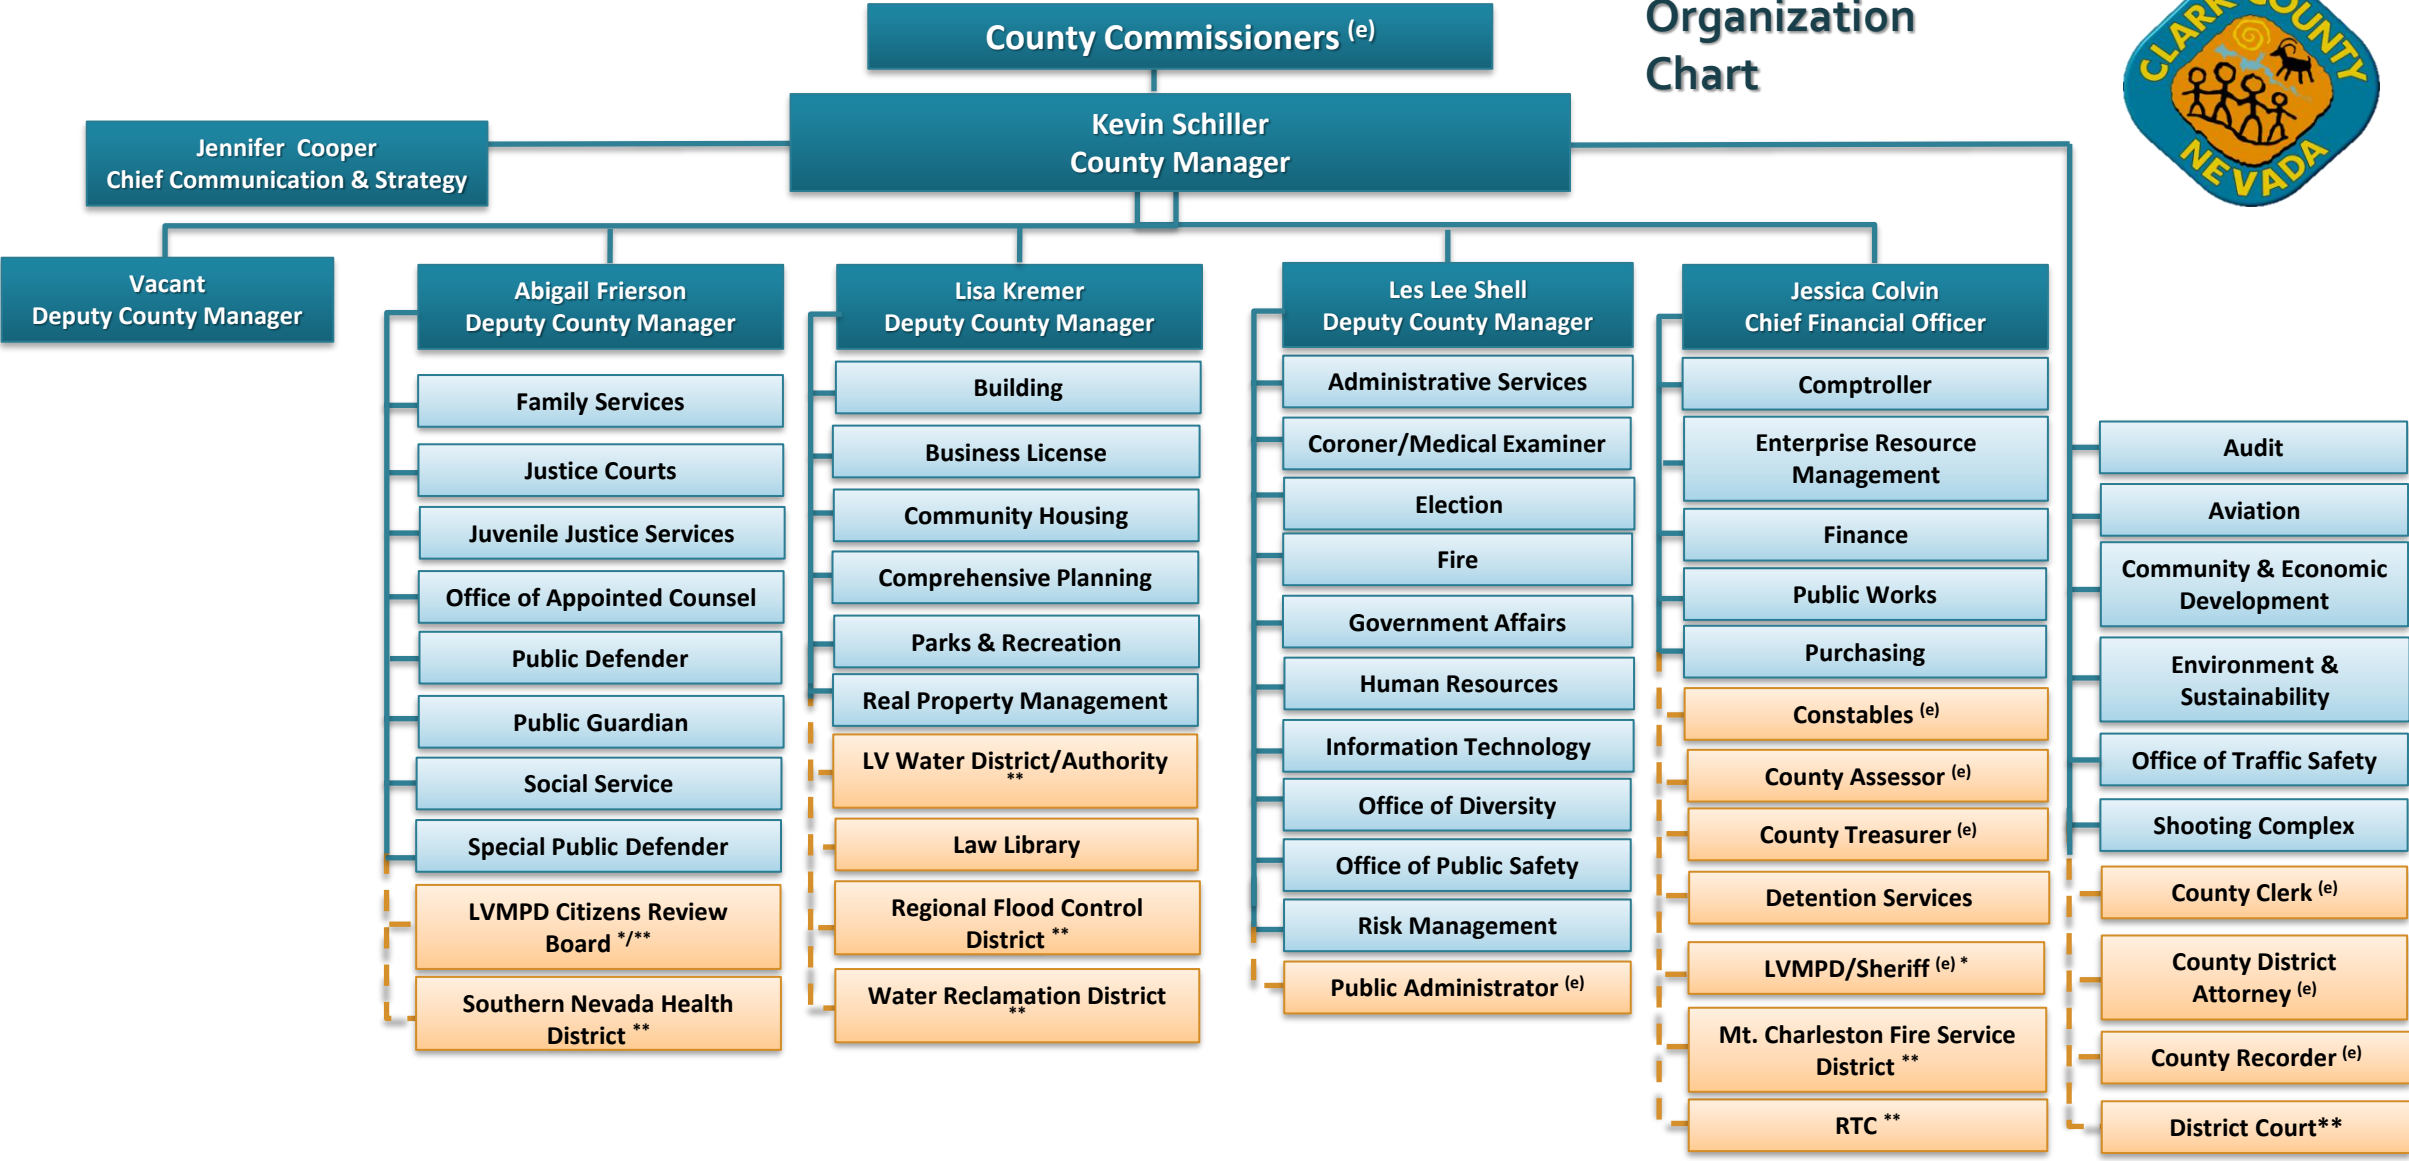 Organization
Chart
CLARK COUNTY
NEVADA
County Commissioners (e)
Kevin Schiller
County Manager
Jennifer Cooper
Chief Communication & Strategy
Vacant
Deputy County Manager
Abigail Frierson
Deputy County Manager
Family Services
Justice Courts
Juvenile Justice Services
Office of Appointed Counsel
Public Defender
Public Guardian
Social Service
Special Public Defender
LVMPD Citizens Review
Board */**
Southern Nevada Health
District **
Lisa Kremer
Deputy County Manager
Building
Business License
Community Housing
Comprehensive Planning
Parks & Recreation
Real Property Management
LV Water District/Authority
**
Law Library
Regional Flood Control
District **
Water Reclamation District
**
Les Lee Shell
Deputy County Manager
Administrative Services
Coroner/Medical Examiner
Election
Fire
Government Affairs
Human Resources
Information Technology
Office of Diversity
Office of Public Safety
Risk Management
Public Administrator (e)
Jessica Colvin
Chief Financial Officer
Comptroller
Enterprise Resource
Management
Finance
Public Works
Purchasing
Constables (e)
County Assessor (e)
County Treasurer (e)
Detention Services
LVMPD/Sheriff (e) *
Mt. Charleston Fire Service
District **
RTC **
Audit
Aviation
Community & Economic
Development
Environment &
Sustainability
Office of Traffic Safety
Shooting Complex
County Clerk (e)
County District
Attorney (e)
County Recorder (e)
District Court**